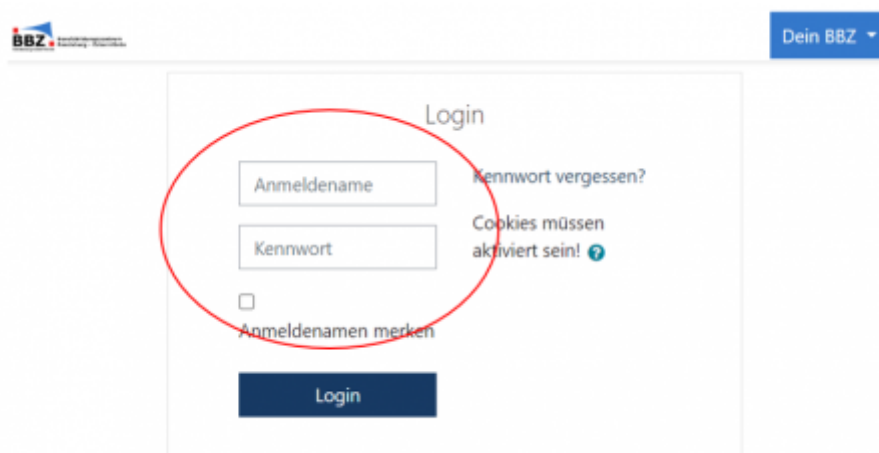 BBZ
Dein BBZ
Login
Anmeldename
Kennwort
Anmeldenamen merken
Login
Kennwort vergessen?
Cookies müssen
aktiviert sein!